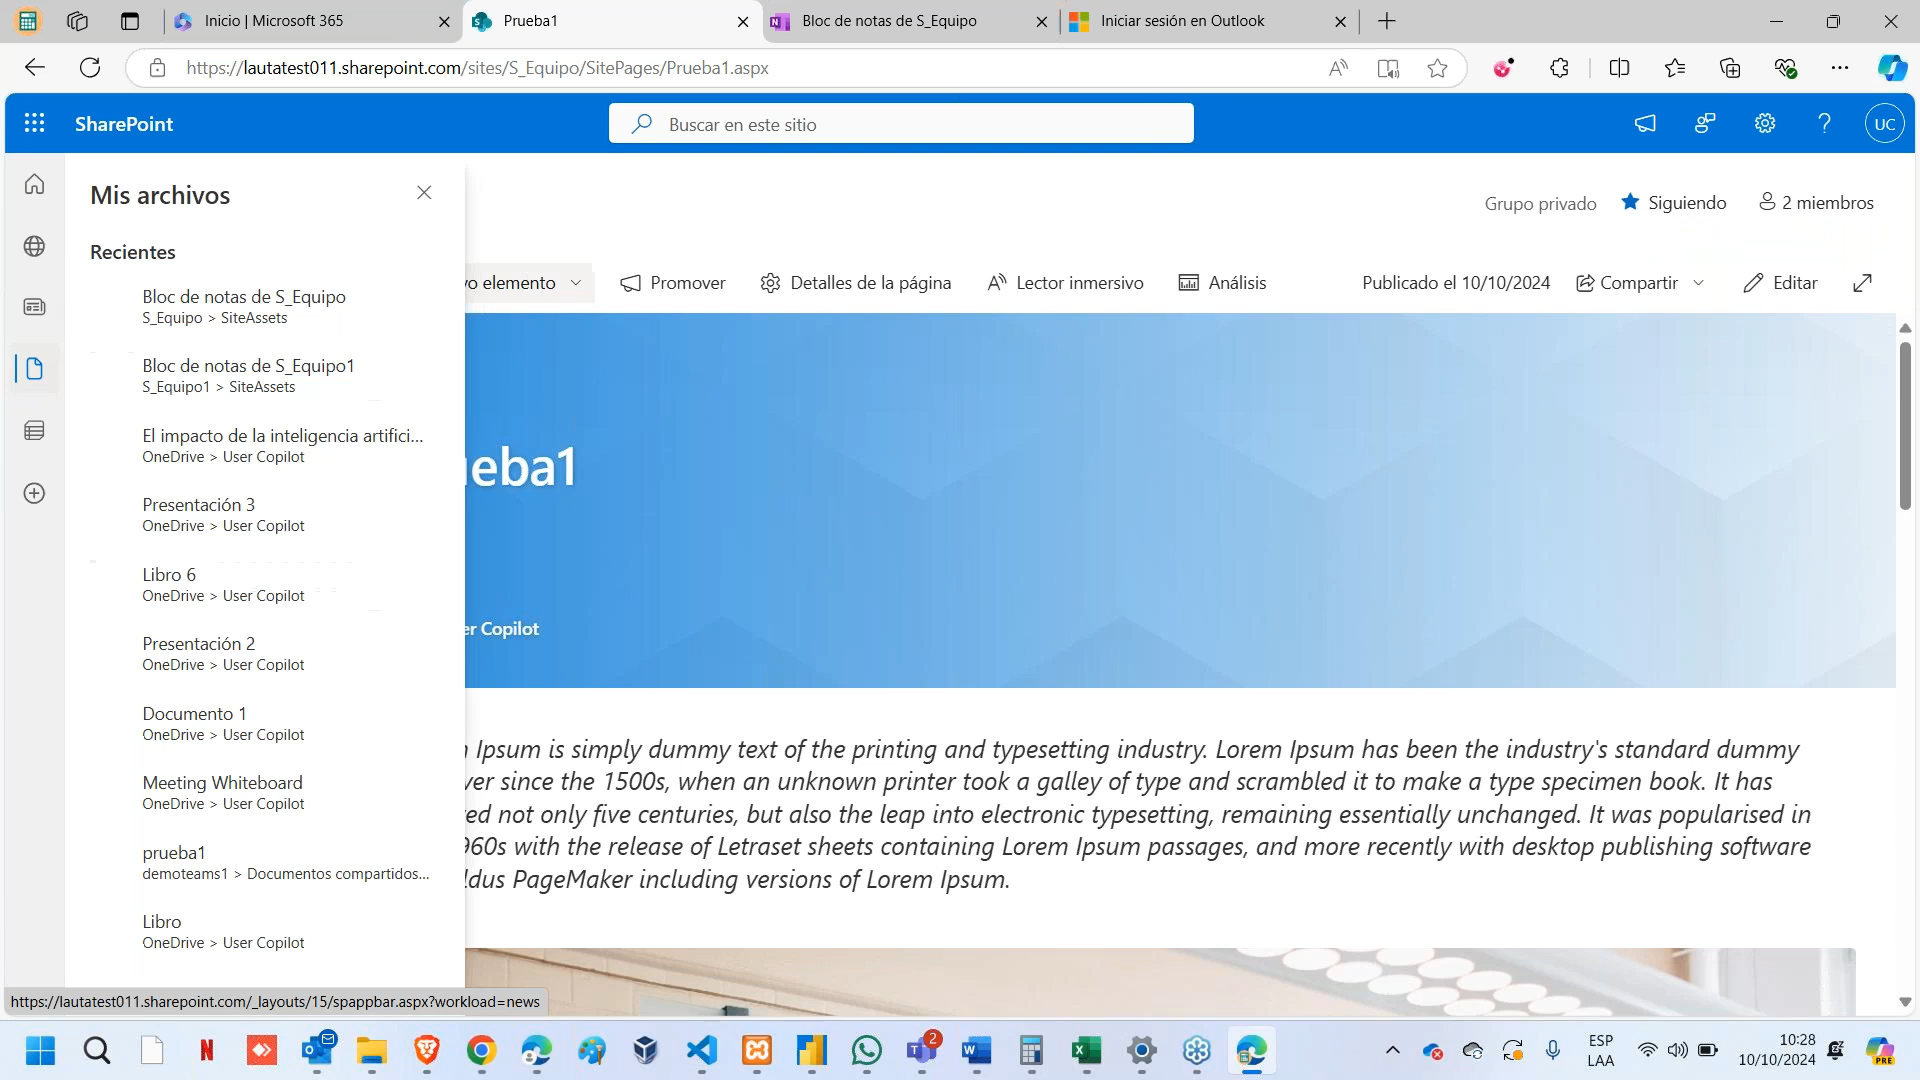 Inicio | Microsoft 365
Prueba1
Bloc de notas de S_Equipo
Iniciar sesión en Outlook
https://lautatest011.sharepoint.com/sites/S_Equipo/SitePages/Prueba1.aspx
SharePoint
Buscar en este sitio
UC
Mis archivos
Grupo privado
Siguiendo
2 miembros
Recientes
vo elemento
Promover
Detalles de la página
Lector inmersivo
Análisis
Publicado el 10/10/2024
Compartir
Editar
Bloc de notas de S_Equipo
S_Equipo > SiteAssets
Bloc de notas de S_Equipo1
S_Equipo1 > SiteAssets
El impacto de la inteligencia artifici...
OneDrive > User Copilot
Presentación 3
OneDrive > User Copilot
Libro 6
OneDrive > User Copilot
Presentación 2
OneDrive > User Copilot
Documento 1
OneDrive > User Copilot
Meeting Whiteboard
OneDrive > User Copilot
prueba1
demoteams1 > Documentos compartidos...
Libro
OneDrive > User Copilot
ueba1
er Copilot
Ipsum is simply dummy text of the printing and typesetting industry. Lorem Ipsum has been the industry's standard dummy
ver since the 1500s, when an unknown printer took a galley of type and scrambled it to make a type specimen book. It has
ed not only five centuries, but also the leap into electronic typesetting, remaining essentially unchanged. It was popularised in
960s with the release of Letraset sheets containing Lorem Ipsum passages, and more recently with desktop publishing software
ldus PageMaker including versions of Lorem Ipsum.
https://lautatest011.sharepoint.com/_layouts/15/spappbar.aspx?workload=news
2
ESP
LAA
10:28
10/10/2024
PRE